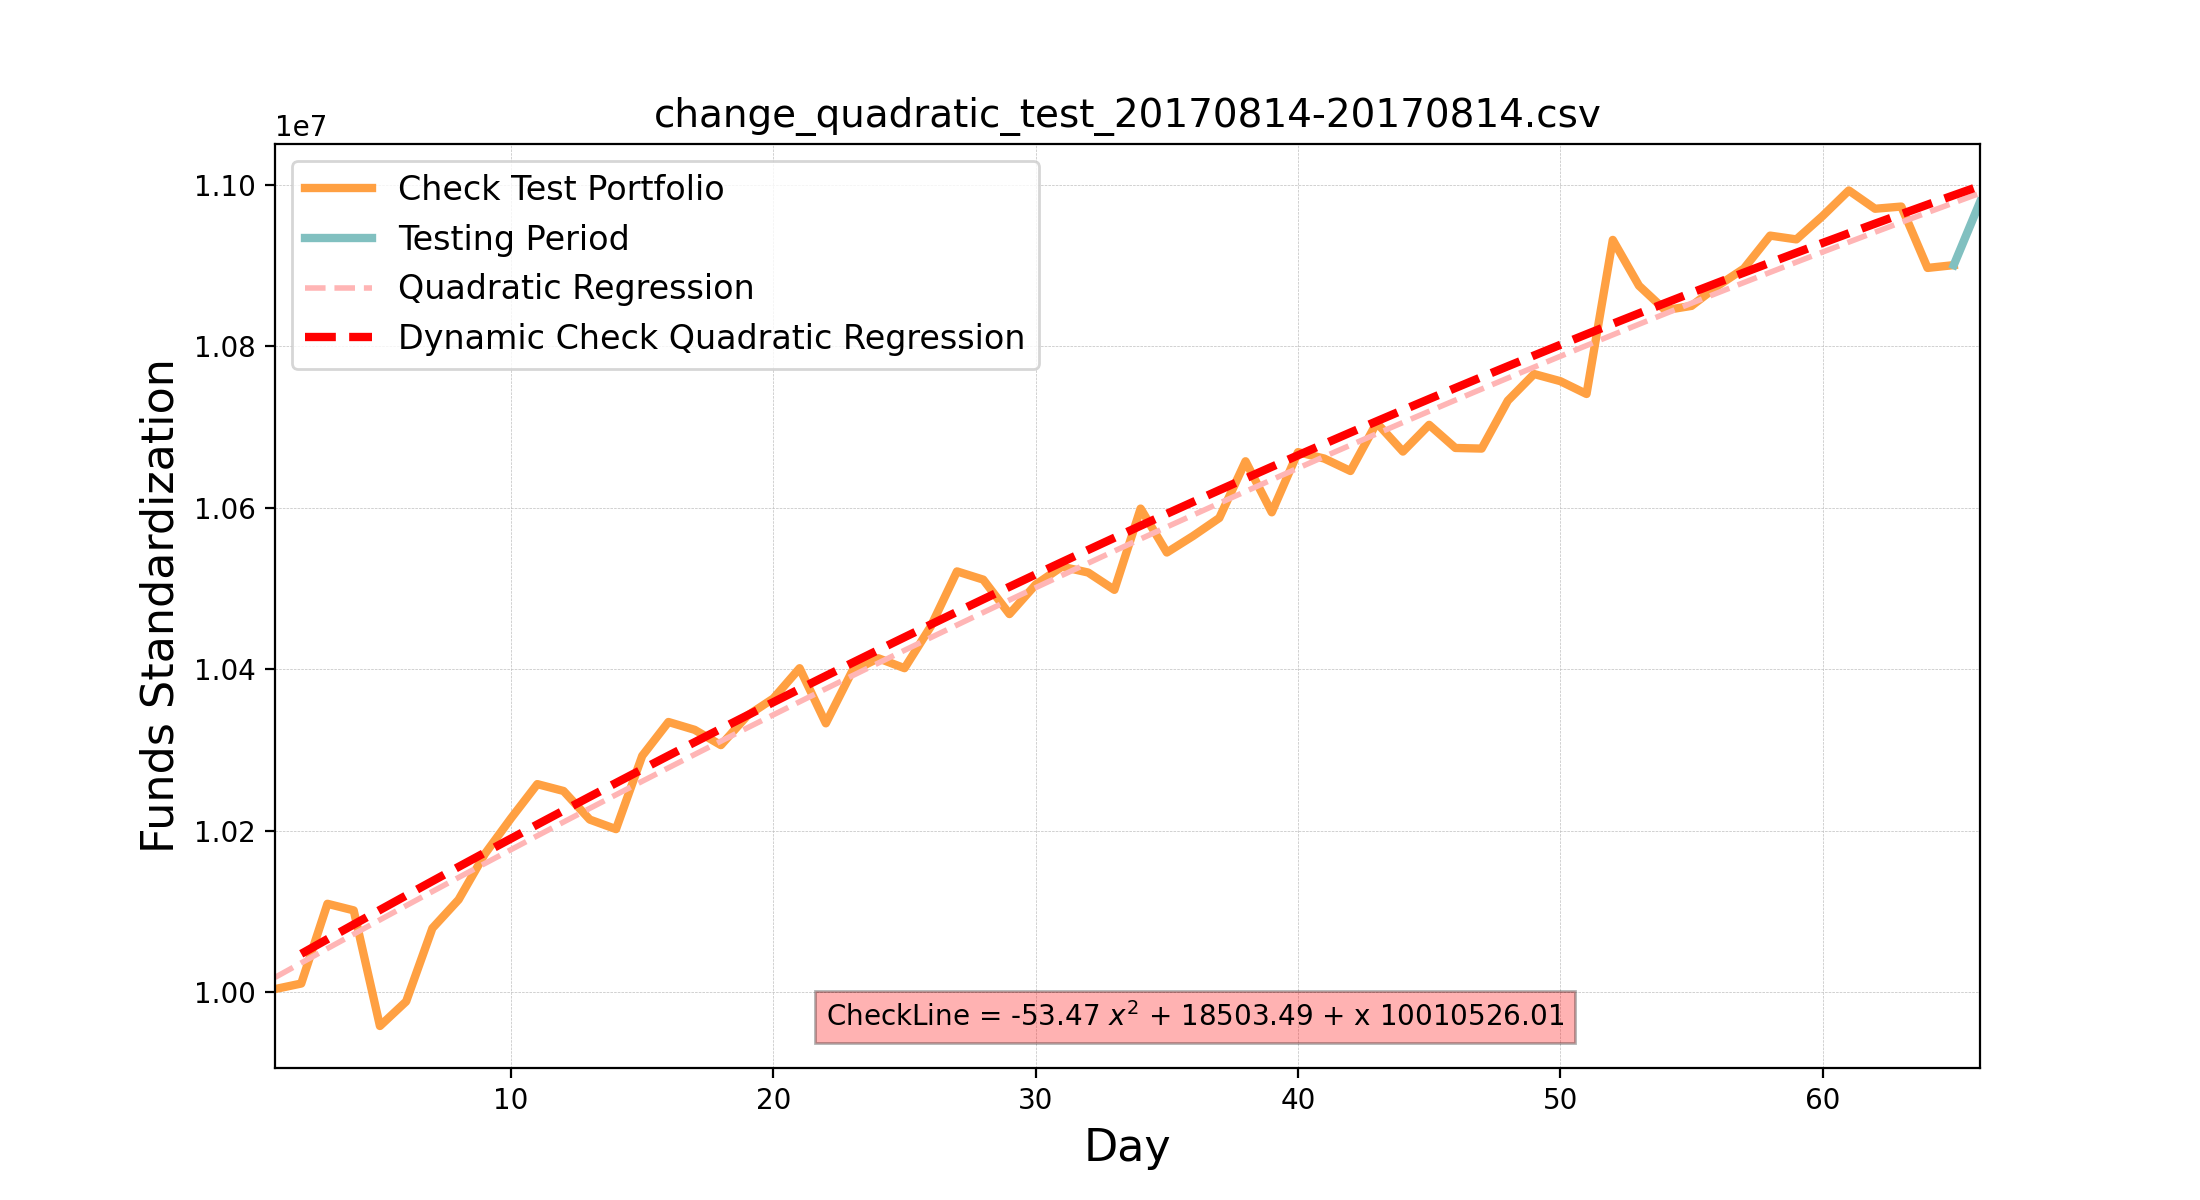 change_quadratic_test_20170814-20170814.csv
1e7
Check Test Portfolio
Testing Period
Quadratic Regression
Dynamic Check Quadratic Regression
1.10
1.08
1.06
1.04
1.02
1.00
Funds Standardization
CheckLine = -53.47 x² + 18503.49 + x 10010526.01
10 20 30 40 50 60
Day